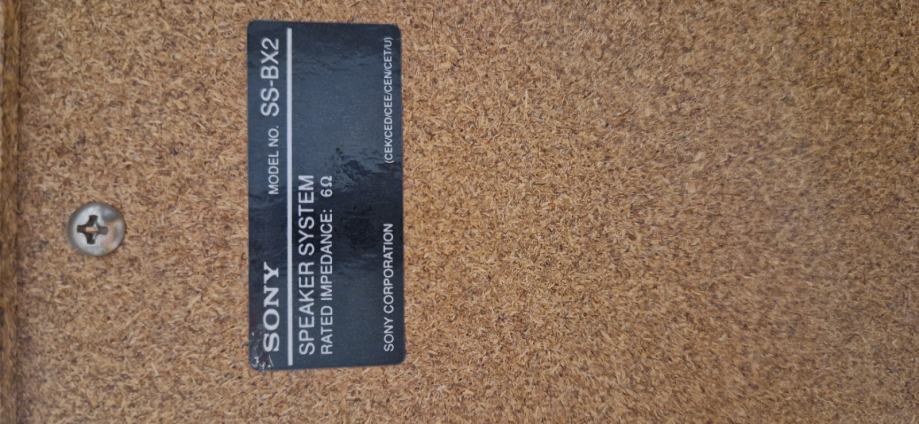 SONY MODEL NO. SS-BX2
SPEAKER SYSTEM
RATED IMPEDANCE: 6Ω
SONY CORPORATION (CEK/CED/CEE/CEN/CET/U)